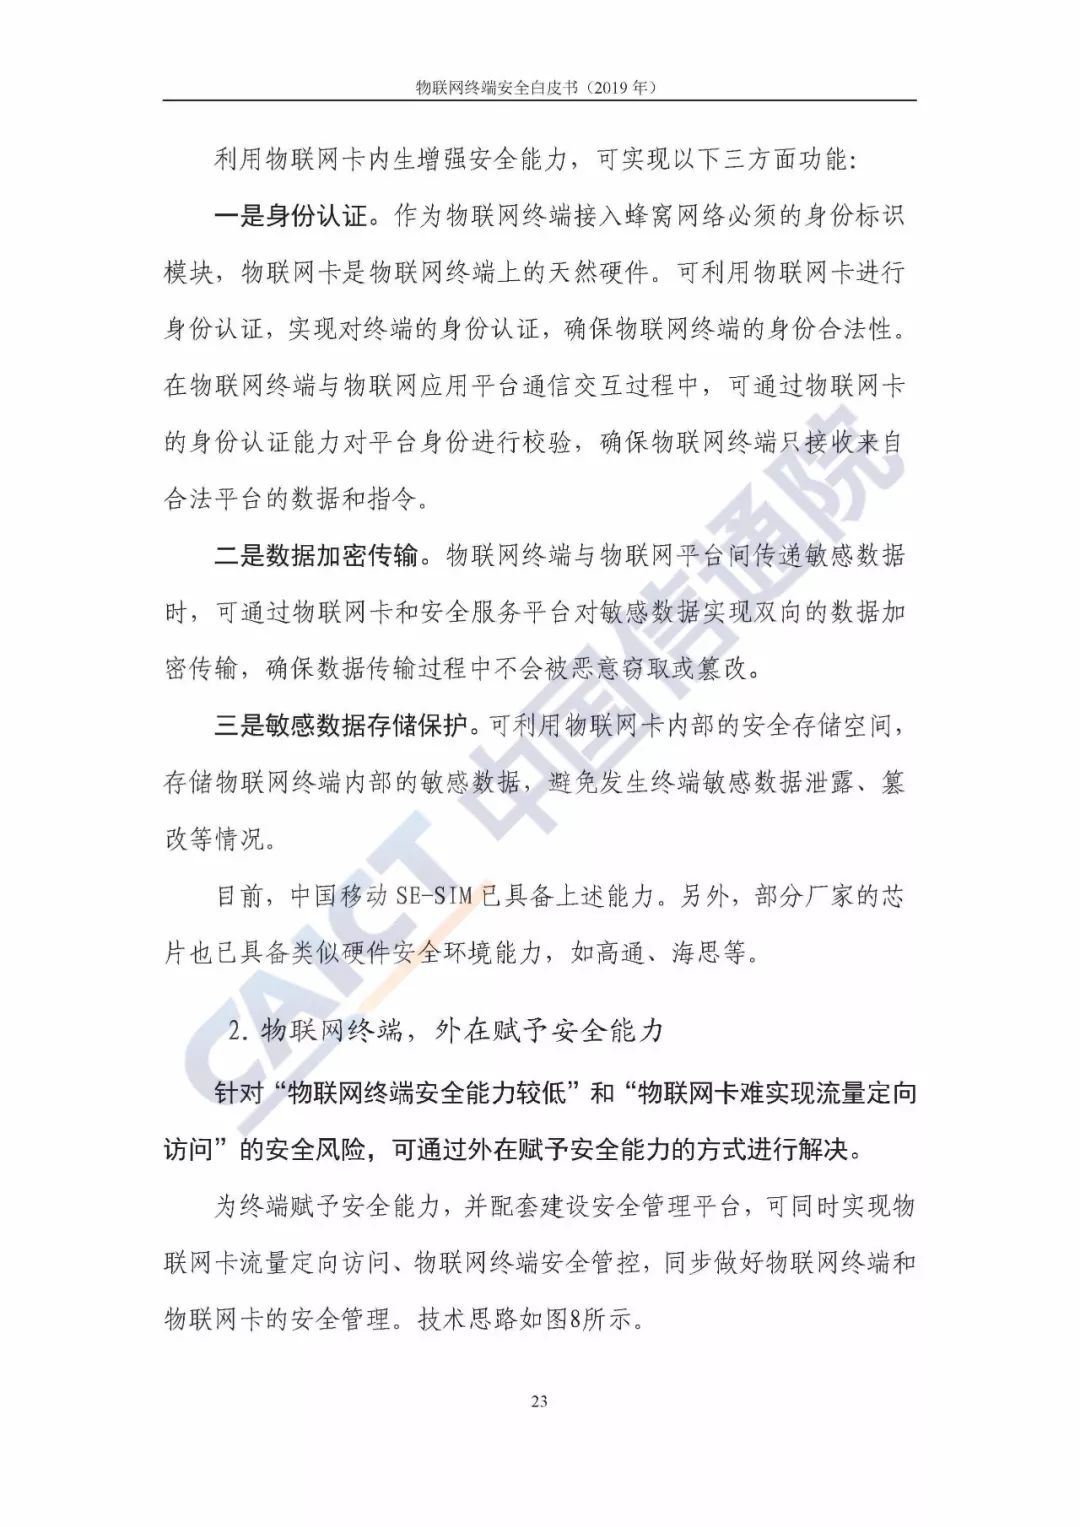 物联网终端安全白皮书（2019 年）
利用物联网卡内生增强安全能力，可实现以下三方面功能：
一是身份认证。作为物联网终端接入蜂窝网络必须的身份标识
模块，物联网卡是物联网终端上的天然硬件。可利用物联网卡进行
身份认证，实现对终端的身份认证，确保物联网终端的身份合法性。
在物联网终端与物联网应用平台通信交互过程中，可通过物联网卡
的身份认证能力对平台身份进行校验，确保物联网终端只接收来自
合法平台的数据和指令。
二是数据加密传输。物联网终端与物联网平台间传递敏感数据
时，可通过物联网卡和安全服务平台对敏感数据实现双向的数据加
密传输，确保数据传输过程中不会被恶意窃取或篡改。
三是敏感数据存储保护。可利用物联网卡内部的安全存储空间，
存储物联网终端内部的敏感数据，避免发生终端敏感数据泄露、篡
改等情况。
目前，中国移动 SE-SIM 已具备上述能力。另外，部分厂家的芯
片也已具备类似硬件安全环境能力，如高通、海思等。
2. 物联网终端，外在赋予安全能力
针对“物联网终端安全能力较低”和“物联网卡难实现流量定向
访问”的安全风险，可通过外在赋予安全能力的方式进行解决。
为终端赋予安全能力，并配套建设安全管理平台，可同时实现物
联网卡流量定向访问、物联网终端安全管控，同步做好物联网终端和
物联网卡的安全管理。技术思路如图8所示。
23
CAICT 中国信通院